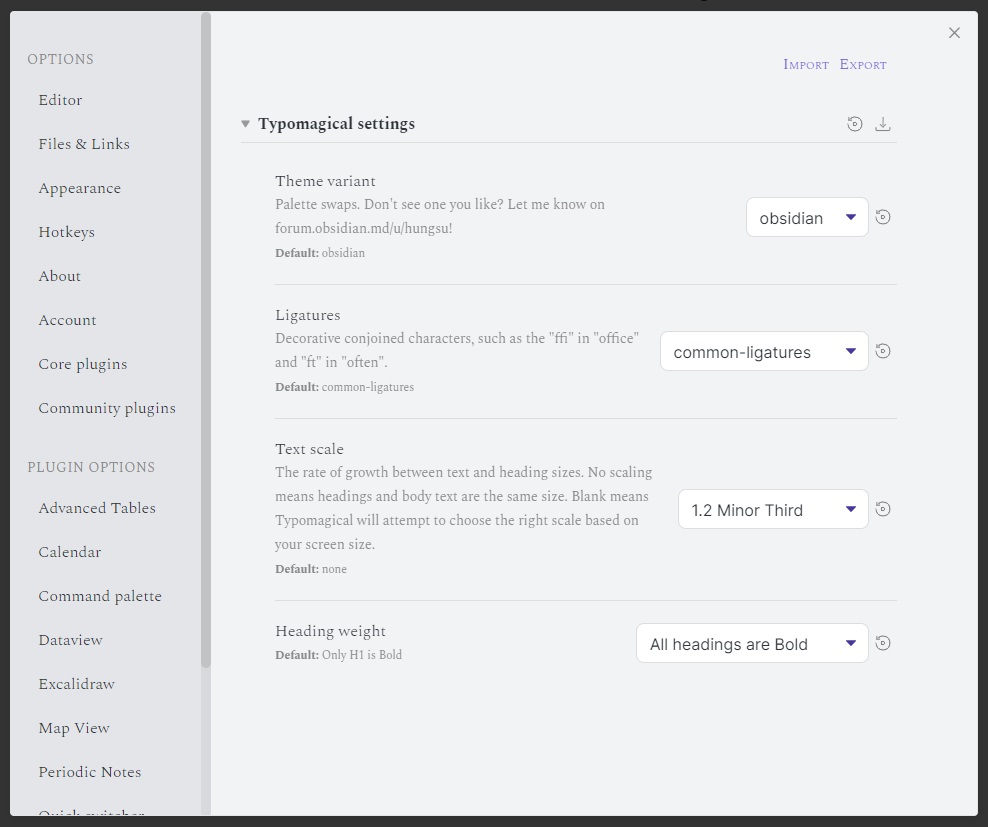 OPTIONS
Editor
Files & Links
Appearance
Hotkeys
About
Account
Core plugins
Community plugins
PLUGIN OPTIONS
Advanced Tables
Calendar
Command palette
Dataview
Excalidraw
Map View
Periodic Notes
Quick switcher
Import Export
Typomagical settings
Theme variant
Palette swaps. Don't see one you like? Let me know on
forum.obsidian.md/u/hungsu!
Default: obsidian
obsidian
Ligatures
Decorative conjoined characters, such as the "ffi" in "office"
and "ft" in "often".
Default: common-ligatures
common-ligatures
Text scale
The rate of growth between text and heading sizes. No scaling
means headings and body text are the same size. Blank means
Typomagical will attempt to choose the right scale based on
your screen size.
Default: none
1.2 Minor Third
Heading weight
Default: Only H1 is Bold
All headings are Bold